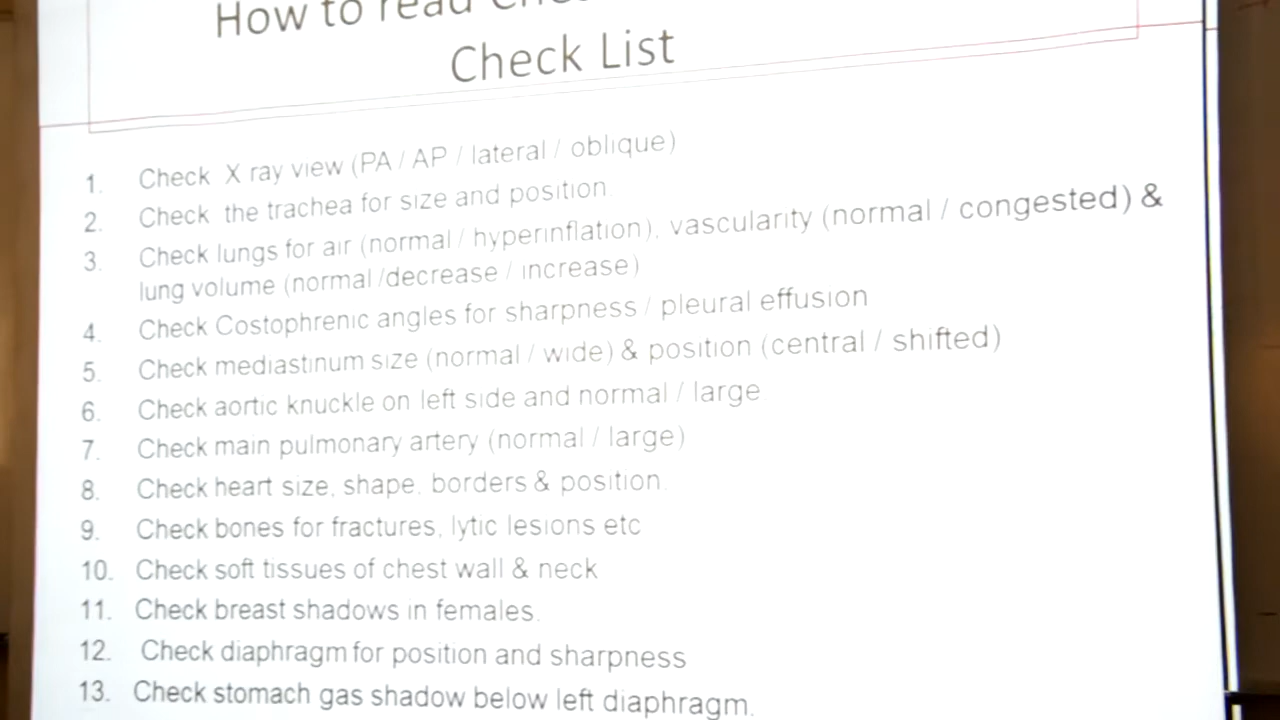 How to read
Check List
1. Check X ray view (PA / AP / lateral / oblique)
2. Check the trachea for size and position.
3. Check lungs for air (normal / hyperinflation), vascularity (normal / congested) &
lung volume (normal /decrease / increase)
4. Check Costophrenic angles for sharpness / pleural effusion
5. Check mediastinum size (normal / wide) & position (central / shifted)
6. Check aortic knuckle on left side and normal / large
7. Check main pulmonary artery (normal / large)
8. Check heart size, shape, borders & position.
9. Check bones for fractures, lytic lesions etc
10. Check soft tissues of chest wall & neck
11. Check breast shadows in females.
12. Check diaphragm for position and sharpness
13. Check stomach gas shadow below left diaphragm.